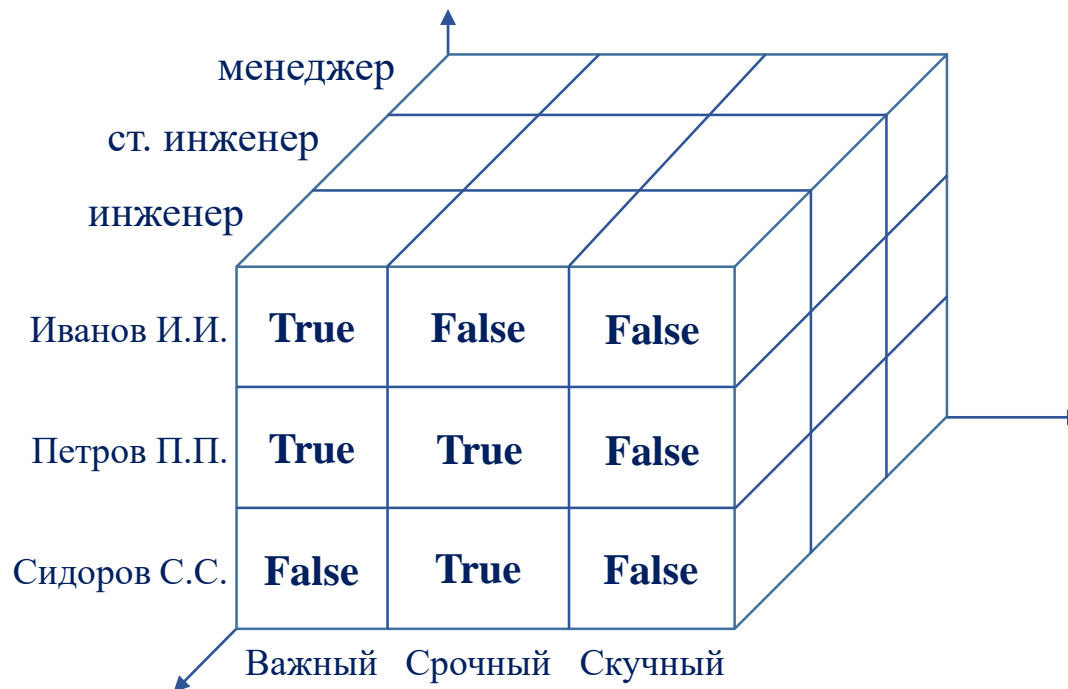 менеджер
ст. инженер
инженер
Иванов И.И. True False False
Петров П.П. True True False
Сидоров С.С. False True False
Важный Срочный Скучный